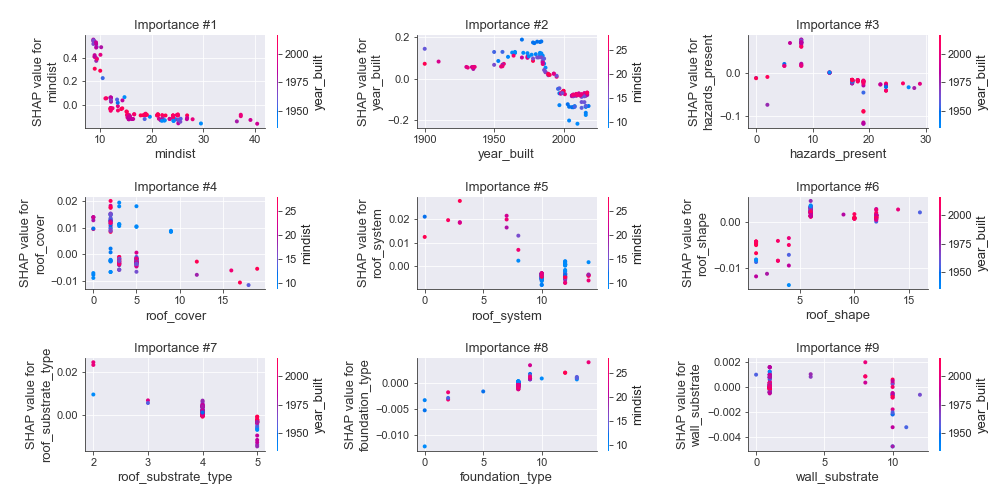 Importance #1
SHAP value for
mindist
0.4
0.2
0.0
10
20
30
40
mindist
2000
1975
1950
year_built
Importance #2
SHAP value for
year_built
0.2
0.0
−0.2
1900
1950
2000
year_built
25
20
15
10
mindist
Importance #3
SHAP value for
hazards_present
0.0
−0.1
0
10
20
30
hazards_present
2000
1975
1950
year_built
Importance #4
SHAP value for
roof_cover
0.02
0.01
0.00
−0.01
0
5
10
15
roof_cover
25
20
15
10
mindist
Importance #5
SHAP value for
roof_system
0.02
0.01
0.00
0
5
10
roof_system
25
20
15
10
mindist
Importance #6
SHAP value for
roof_shape
0.00
−0.01
0
5
10
15
roof_shape
2000
1975
1950
year_built
Importance #7
SHAP value for
roof_substrate_type
0.02
0.00
2
3
4
5
roof_substrate_type
2000
1975
1950
year_built
Importance #8
SHAP value for
foundation_type
0.000
−0.005
−0.010
0
5
10
foundation_type
25
20
15
10
mindist
Importance #9
SHAP value for
wall_substrate
0.002
0.000
−0.002
−0.004
0
5
10
wall_substrate
2000
1975
1950
year_built